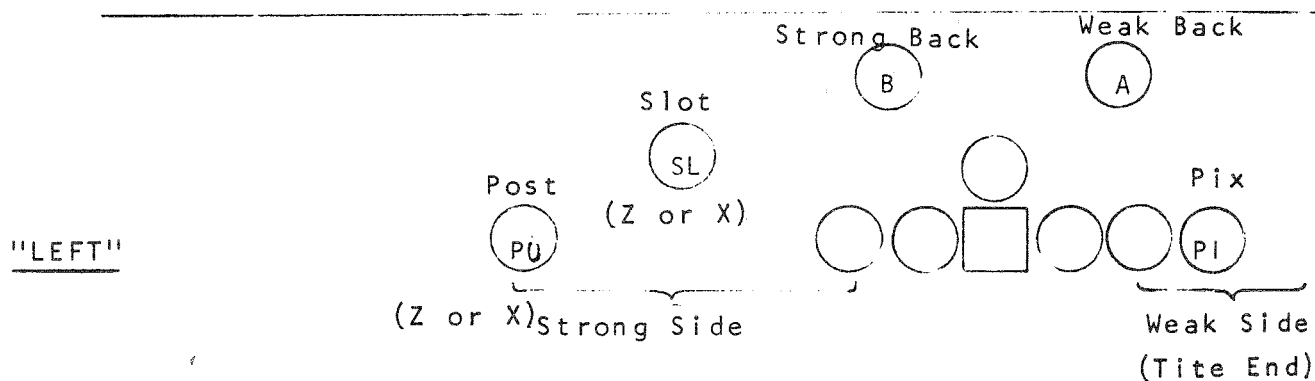 Strong Back
Weak Back
B
A
Slot
SL
(Z or X)
Post
PU
(Z or X)
Pix
PI
"LEFT"
Strong Side
Weak Side
(Tite End)